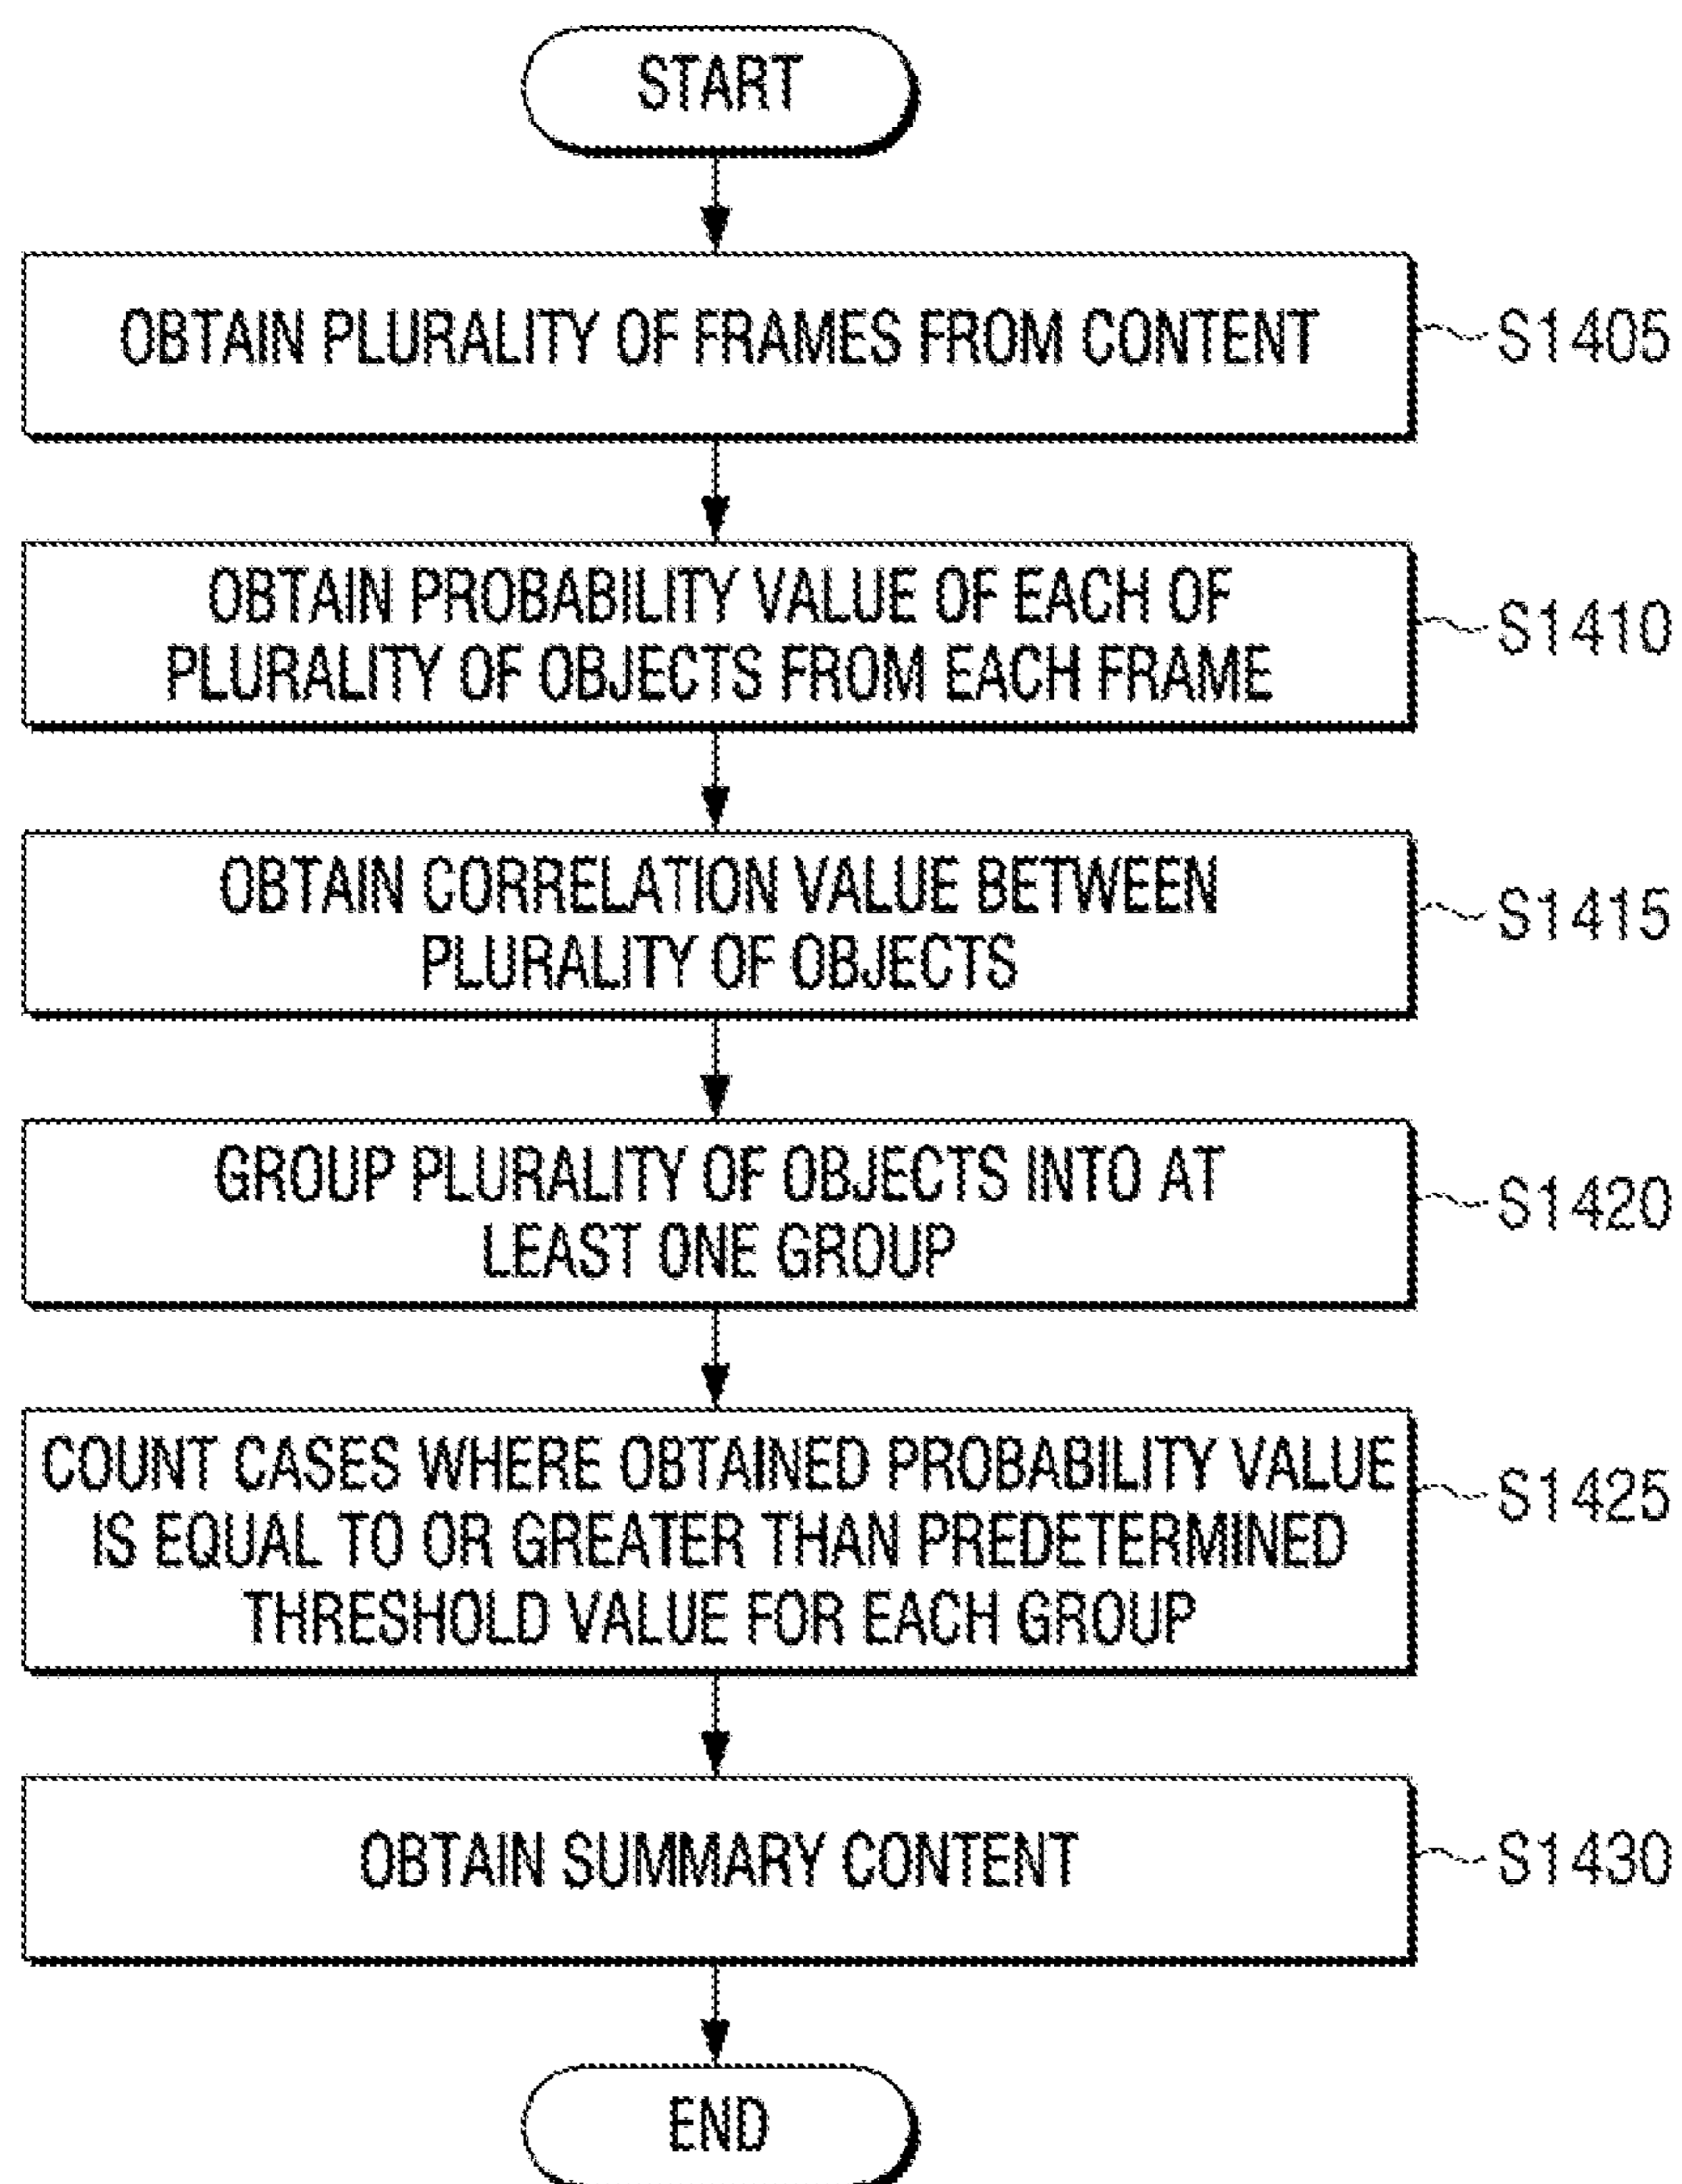 START
OBTAIN PLURALITY OF FRAMES FROM CONTENT
S1405
OBTAIN PROBABILITY VALUE OF EACH OF
PLURALITY OF OBJECTS FROM EACH FRAME
S1410
OBTAIN CORRELATION VALUE BETWEEN
PLURALITY OF OBJECTS
S1415
GROUP PLURALITY OF OBJECTS INTO AT
LEAST ONE GROUP
S1420
COUNT CASES WHERE OBTAINED PROBABILITY VALUE
IS EQUAL TO OR GREATER THAN PREDETERMINED
THRESHOLD VALUE FOR EACH GROUP
S1425
OBTAIN SUMMARY CONTENT
S1430
END